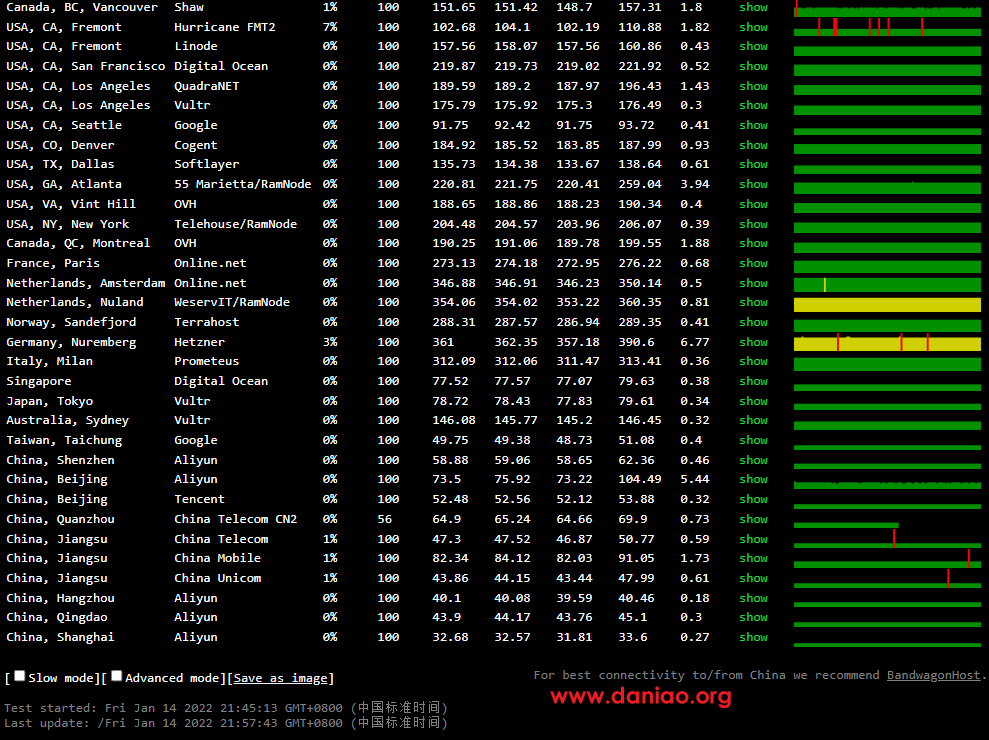 Canada, BC, Vancouver Shaw 1% 100 151.65 151.42 148.7 157.31 1.8 show
USA, CA, Fremont Hurricane FMT2 7% 100 102.68 104.1 102.19 110.88 1.82 show
USA, CA, Fremont Linode 0% 100 157.56 158.07 157.56 160.86 0.43 show
USA, CA, San Francisco Digital Ocean 0% 100 219.87 219.73 219.02 221.92 0.52 show
USA, CA, Los Angeles QuadraNET 0% 100 189.59 189.2 187.97 196.43 1.43 show
USA, CA, Los Angeles Vultr 0% 100 175.79 175.92 175.3 176.49 0.3 show
USA, CA, Seattle Google 0% 100 91.75 92.42 91.75 93.72 0.41 show
USA, CO, Denver Cogent 0% 100 184.92 185.52 183.85 187.99 0.93 show
USA, TX, Dallas Softlayer 0% 100 135.73 134.38 133.67 138.64 0.61 show
USA, GA, Atlanta 55 Marietta/RamNode 0% 100 220.81 221.75 220.41 259.04 3.94 show
USA, VA, Vint Hill OVH 0% 100 188.65 188.86 188.23 190.34 0.4 show
USA, NY, New York Telehouse/RamNode 0% 100 204.48 204.57 203.96 206.07 0.39 show
Canada, QC, Montreal OVH 0% 100 190.25 191.06 189.78 199.55 1.88 show
France, Paris Online.net 0% 100 273.13 274.18 272.95 276.22 0.68 show
Netherlands, Amsterdam Online.net 0% 100 346.88 346.91 346.23 350.14 0.5 show
Netherlands, Nuland WeservIT/RamNode 0% 100 354.06 354.02 353.22 360.35 0.81 show
Norway, Sandefjord Terrahost 0% 100 288.31 287.57 286.94 289.35 0.41 show
Germany, Nuremberg Hetzner 3% 100 361 362.35 357.18 390.6 6.77 show
Italy, Milan Prometeus 0% 100 312.09 312.06 311.47 313.41 0.36 show
Singapore Digital Ocean 0% 100 77.52 77.57 77.07 79.63 0.38 show
Japan, Tokyo Vultr 0% 100 78.72 78.43 77.83 79.61 0.34 show
Australia, Sydney Vultr 0% 100 146.08 145.77 145.2 146.45 0.32 show
Taiwan, Taichung Google 0% 100 49.75 49.38 48.73 51.08 0.4 show
China, Shenzhen Aliyun 0% 100 58.88 59.06 58.65 62.36 0.46 show
China, Beijing Aliyun 0% 100 73.5 75.92 73.22 104.49 5.44 show
China, Beijing Tencent 0% 100 52.48 52.56 52.12 53.88 0.32 show
China, Quanzhou China Telecom CN2 0% 56 64.9 65.24 64.66 69.9 0.73 show
China, Jiangsu China Telecom 1% 100 47.3 47.52 46.87 50.77 0.59 show
China, Jiangsu China Mobile 1% 100 82.34 84.12 82.03 91.05 1.73 show
China, Jiangsu China Unicom 1% 100 43.86 44.15 43.44 47.99 0.61 show
China, Hangzhou Aliyun 0% 100 40.1 40.08 39.59 40.46 0.18 show
China, Qingdao Aliyun 0% 100 43.9 44.17 43.76 45.1 0.3 show
China, Shanghai Aliyun 0% 100 32.68 32.57 31.81 33.6 0.27 show
[ Slow mode][ Advanced mode][Save as image]
For best connectivity to/from China we recommend BandwagonHost.
www.daniao.org
Test started: Fri Jan 14 2022 21:45:13 GMT+0800 (中国标准时间)
Last update: /Fri Jan 14 2022 21:57:43 GMT+0800 (中国标准时间)